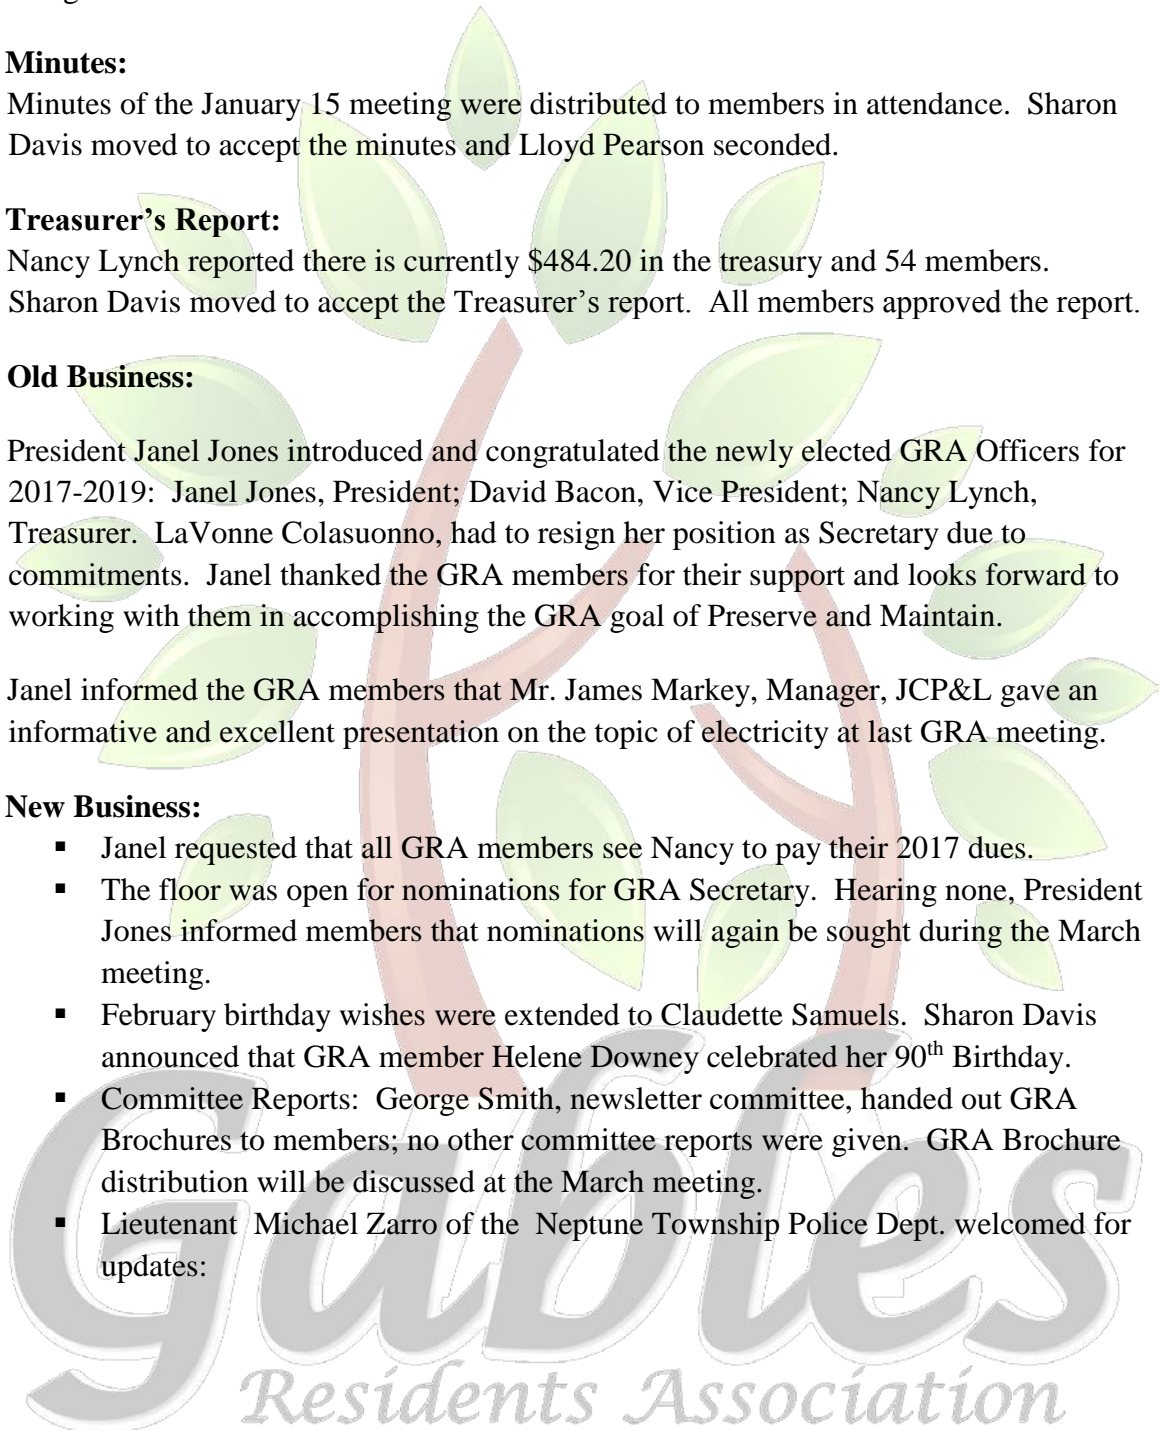 Minutes:
Minutes of the January 15 meeting were distributed to members in attendance.  Sharon
Davis moved to accept the minutes and Lloyd Pearson seconded.
Treasurer’s Report:
Nancy Lynch reported there is currently $484.20 in the treasury and 54 members.
Sharon Davis moved to accept the Treasurer’s report.  All members approved the report.
Old Business:
President Janel Jones introduced and congratulated the newly elected GRA Officers for
2017-2019:  Janel Jones, President; David Bacon, Vice President; Nancy Lynch,
Treasurer.  LaVonne Colasuonno, had to resign her position as Secretary due to
commitments.  Janel thanked the GRA members for their support and looks forward to
working with them in accomplishing the GRA goal of Preserve and Maintain.
Janel informed the GRA members that Mr. James Markey, Manager, JCP&L gave an
informative and excellent presentation on the topic of electricity at last GRA meeting.
New Business:
▪ Janel requested that all GRA members see Nancy to pay their 2017 dues.
▪ The floor was open for nominations for GRA Secretary.  Hearing none, President
Jones informed members that nominations will again be sought during the March
meeting.
▪ February birthday wishes were extended to Claudette Samuels.  Sharon Davis
announced that GRA member Helene Downey celebrated her 90th Birthday.
▪ Committee Reports:  George Smith, newsletter committee, handed out GRA
Brochures to members; no other committee reports were given.  GRA Brochure
distribution will be discussed at the March meeting.
▪ Lieutenant  Michael Zarro of the  Neptune Township Police Dept. welcomed for
updates:
Gables
Residents Association